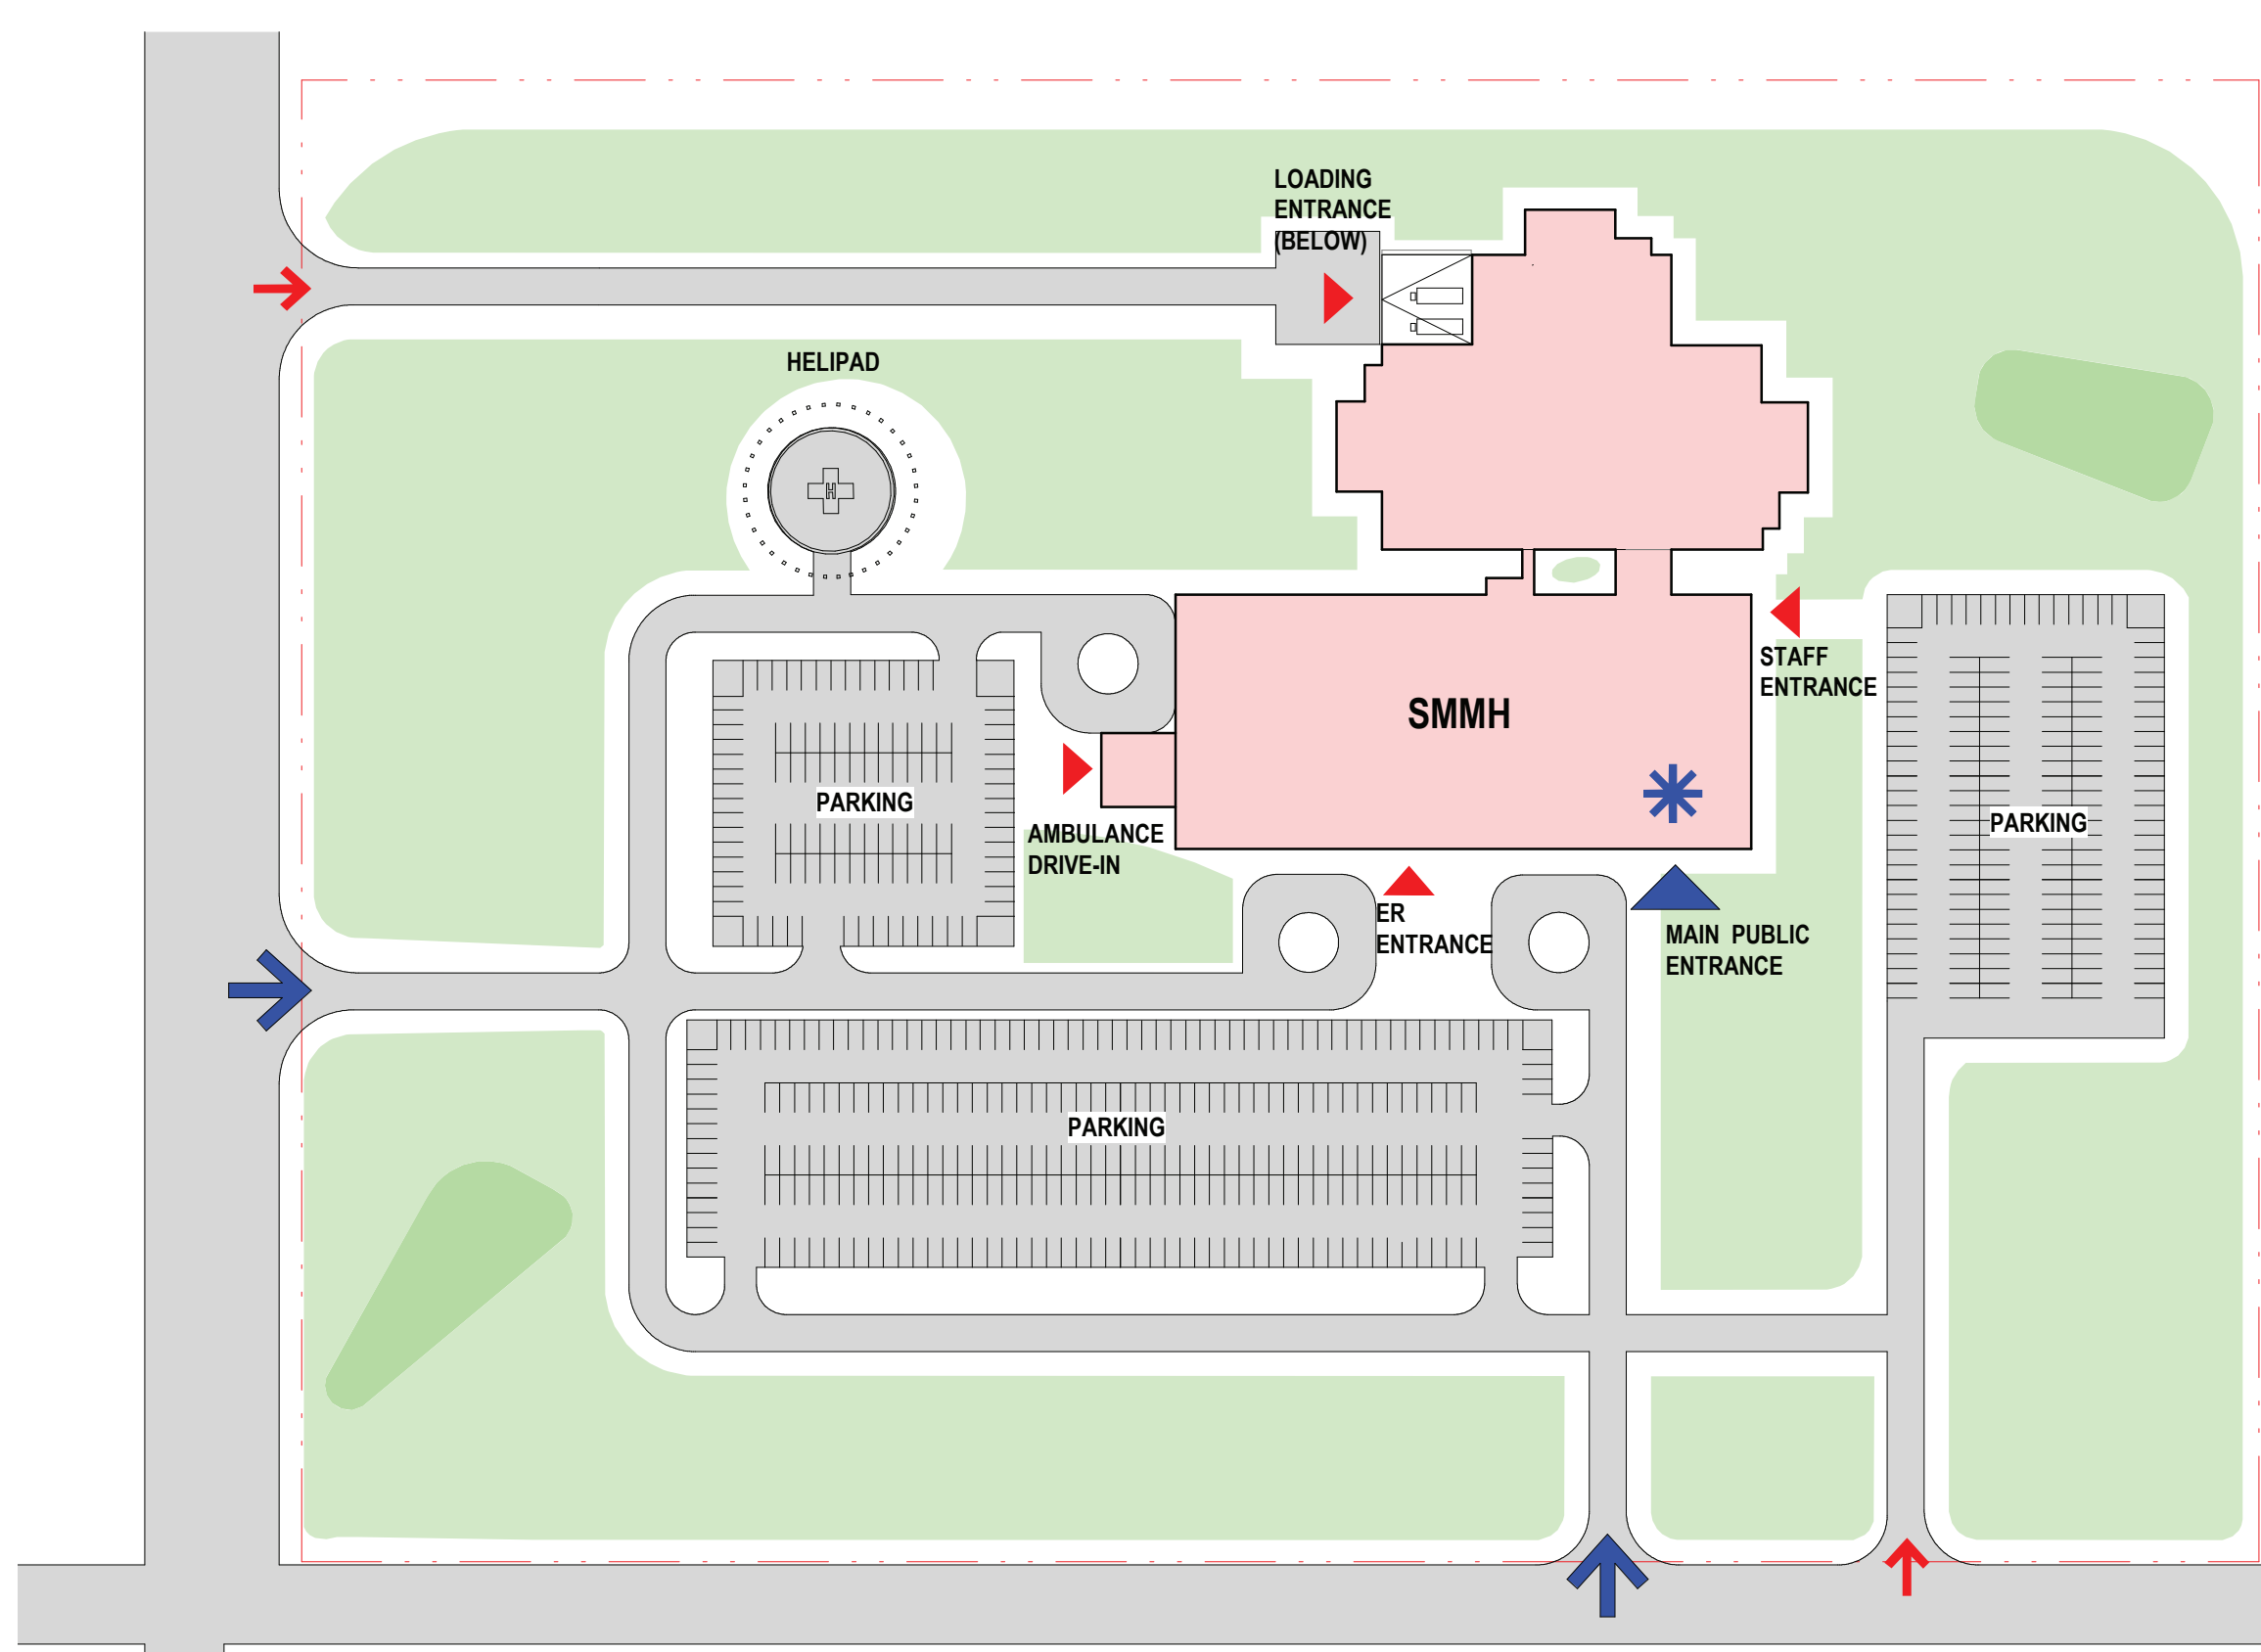 LOADING
ENTRANCE
(BELOW)
HELIPAD
H
STAFF
ENTRANCE
SMMH
PARKING
PARKING
AMBULANCE
DRIVE-IN
ER
ENTRANCE
MAIN PUBLIC
ENTRANCE
PARKING